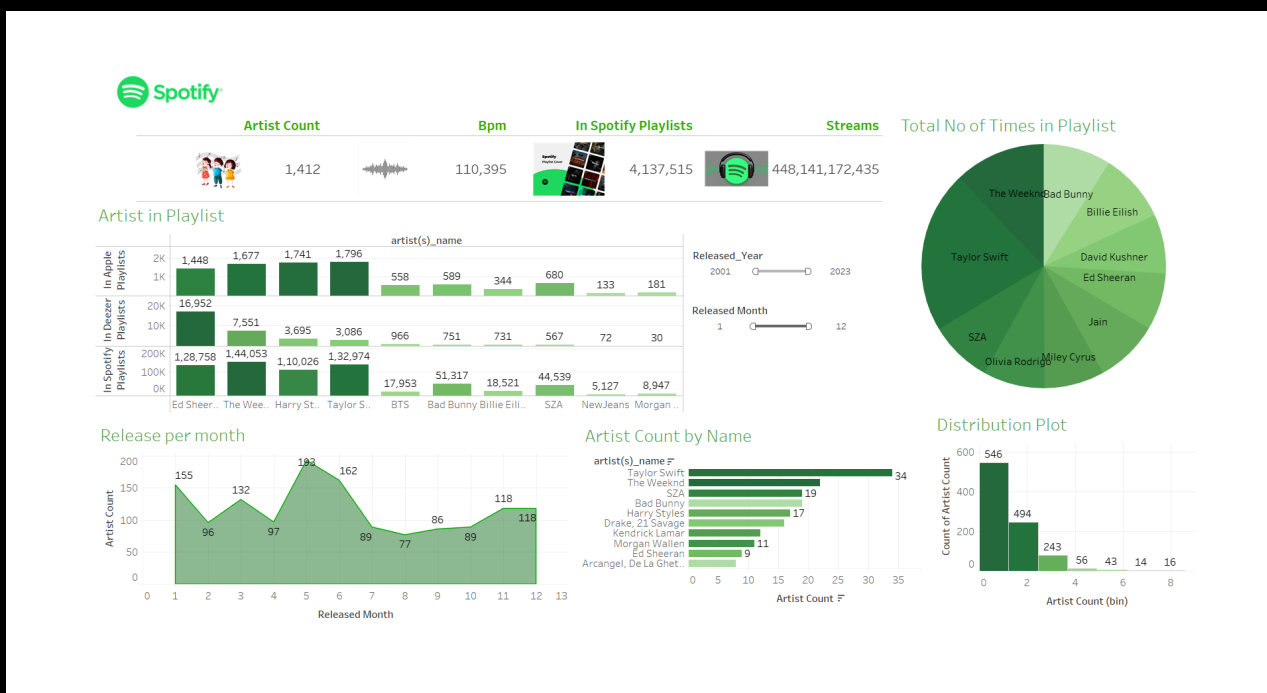 Spotify
Artist Count Bpm In Spotify Playlists Streams
1,412 110,395 4,137,515 448,141,172,435
Spotify
Total No of Times in Playlist
The Weeknd Bad Bunny
Billie Eilish
Taylor Swift David Kushner
Ed Sheeran
Jain
SZA
Olivia Rodrigo Miley Cyrus
Artist in Playlist
artist(s)_name
In Apple Playlists
2K
1K
1,448 1,677 1,741 1,796 558 589 344 680 133 181
In Deezer Playlists
20K
10K
16,952 7,551 3,695 3,086 966 751 731 567 72 30
In Spotify Playlists
200K
100K
0K
1,28,758 1,44,053 1,10,026 1,32,974 17,953 51,317 18,521 44,539 5,127 8,947
Ed Sheer.. The Wee.. Harry St.. Taylor S.. BTS Bad Bunny Billie Eili.. SZA NewJeans Morgan ..
Released_Year
2001 2023
Released Month
1 12
Release per month
Artist Count
200
150
100
50
0
155 96 132 97 193 162 89 77 86 89 118 118
0 1 2 3 4 5 6 7 8 9 10 11 12 13
Released Month
Artist Count by Name
artist(s)_name
Taylor Swift 34
The Weeknd
SZA 19
Bad Bunny
Harry Styles 17
Drake, 21 Savage
Kendrick Lamar
Morgan Wallen 11
Ed Sheeran 9
Arcangel, De La Ghet..
0 5 10 15 20 25 30 35
Artist Count
Distribution Plot
Count of Artist Count
600
400
200
0
546 494 243 56 43 14 16
0 2 4 6 8
Artist Count (bin)